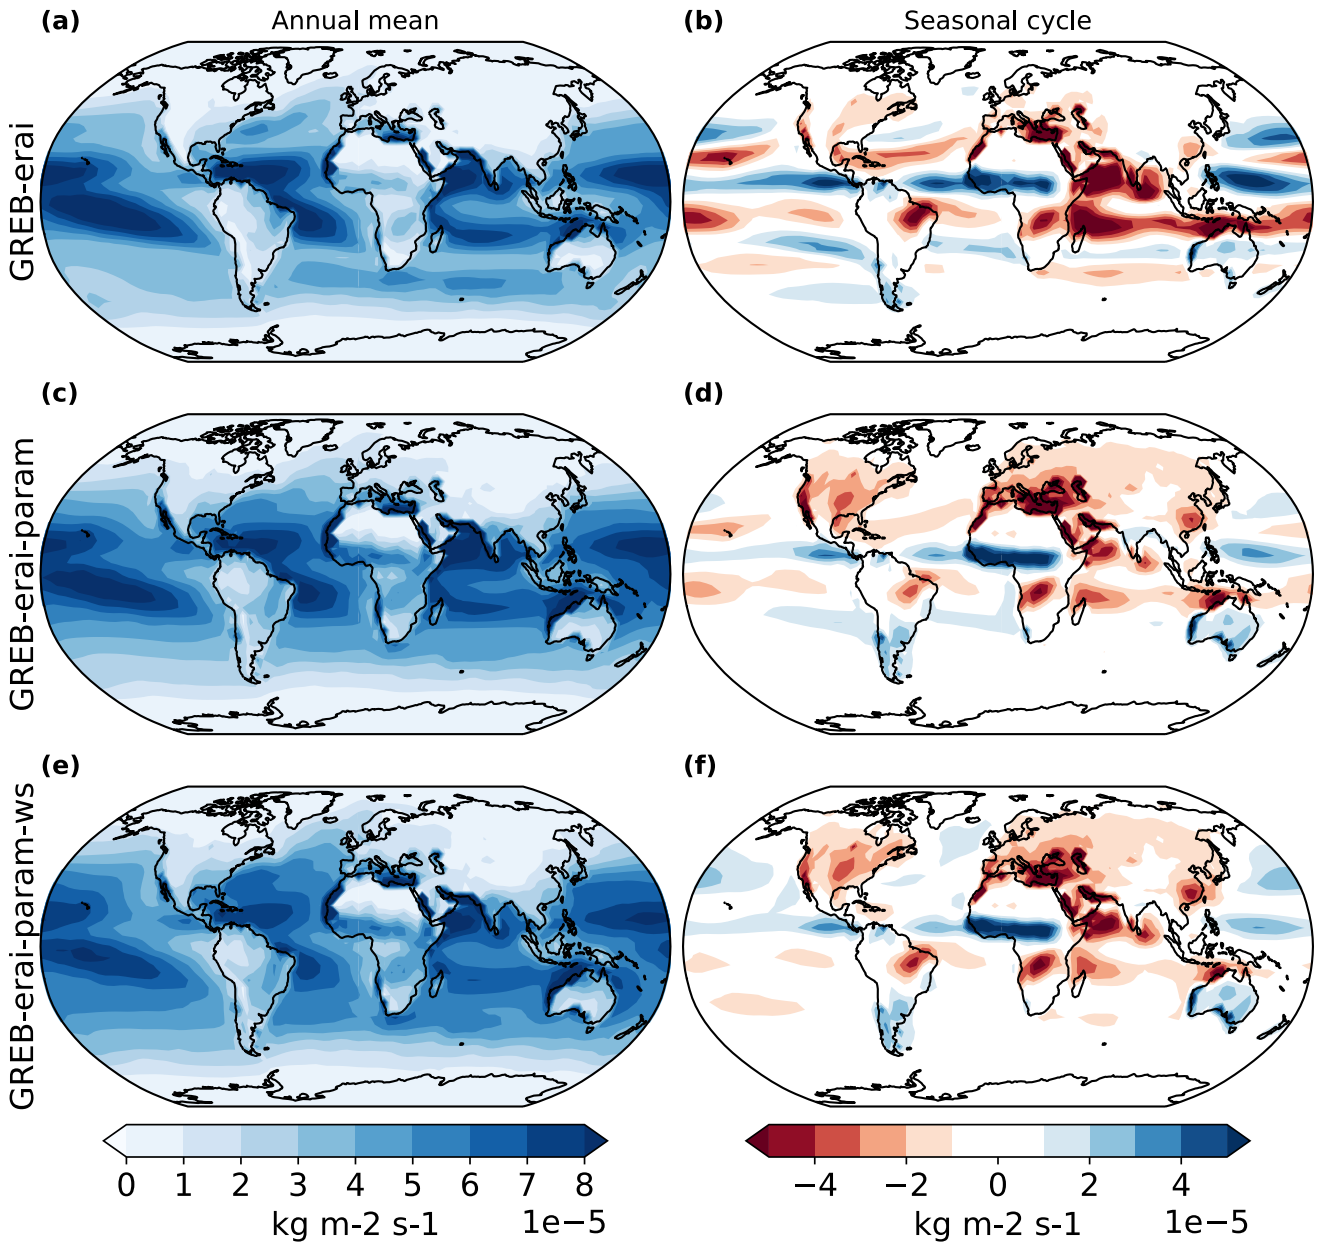 (a) Annual mean
(b) Seasonal cycle
GREB-erai
(c)
(d)
GREB-erai-param
(e)
(f)
GREB-erai-param-ws
0 1 2 3 4 5 6 7 8
kg m-2 s-1 1e−5
−4 −2 0 2 4
kg m-2 s-1 1e−5